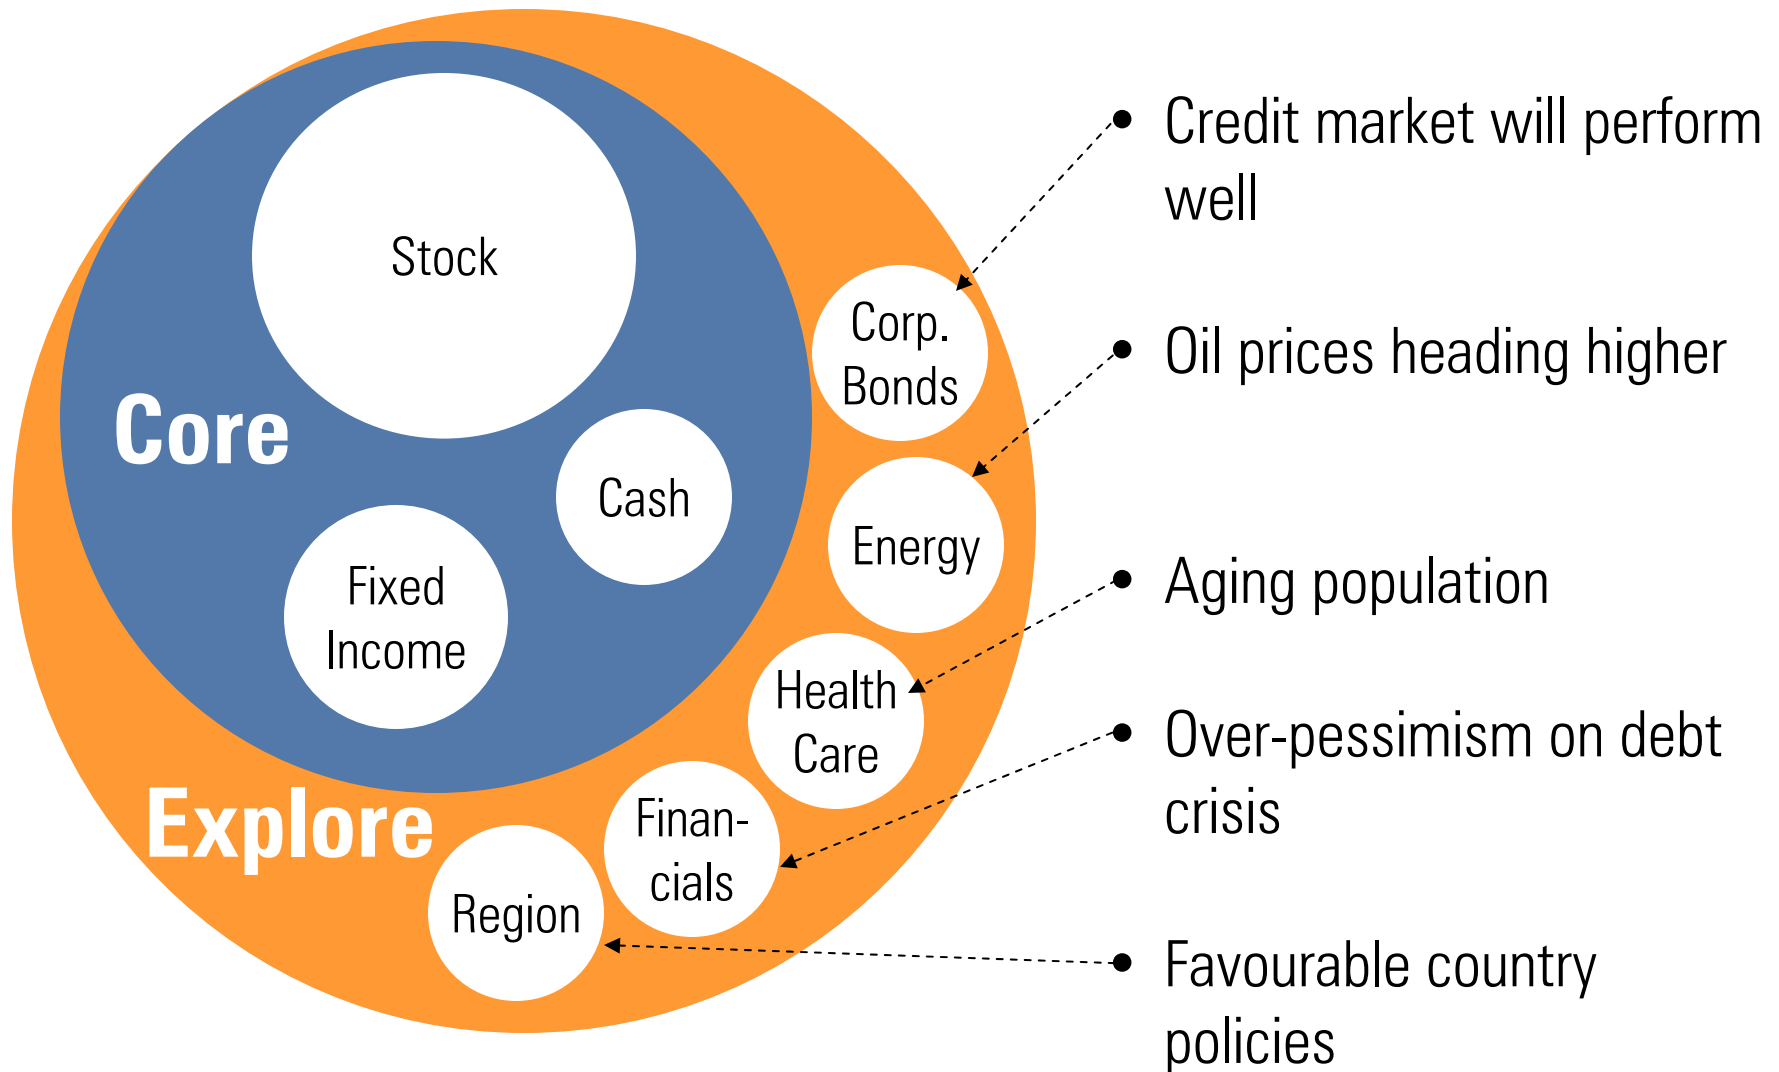 Stock
Core
Cash
Fixed
Income
Explore
Corp.
Bonds
Energy
Health
Care
Finan-
cials
Region
• Credit market will perform
well
• Oil prices heading higher
• Aging population
• Over-pessimism on debt
crisis
• Favourable country
policies